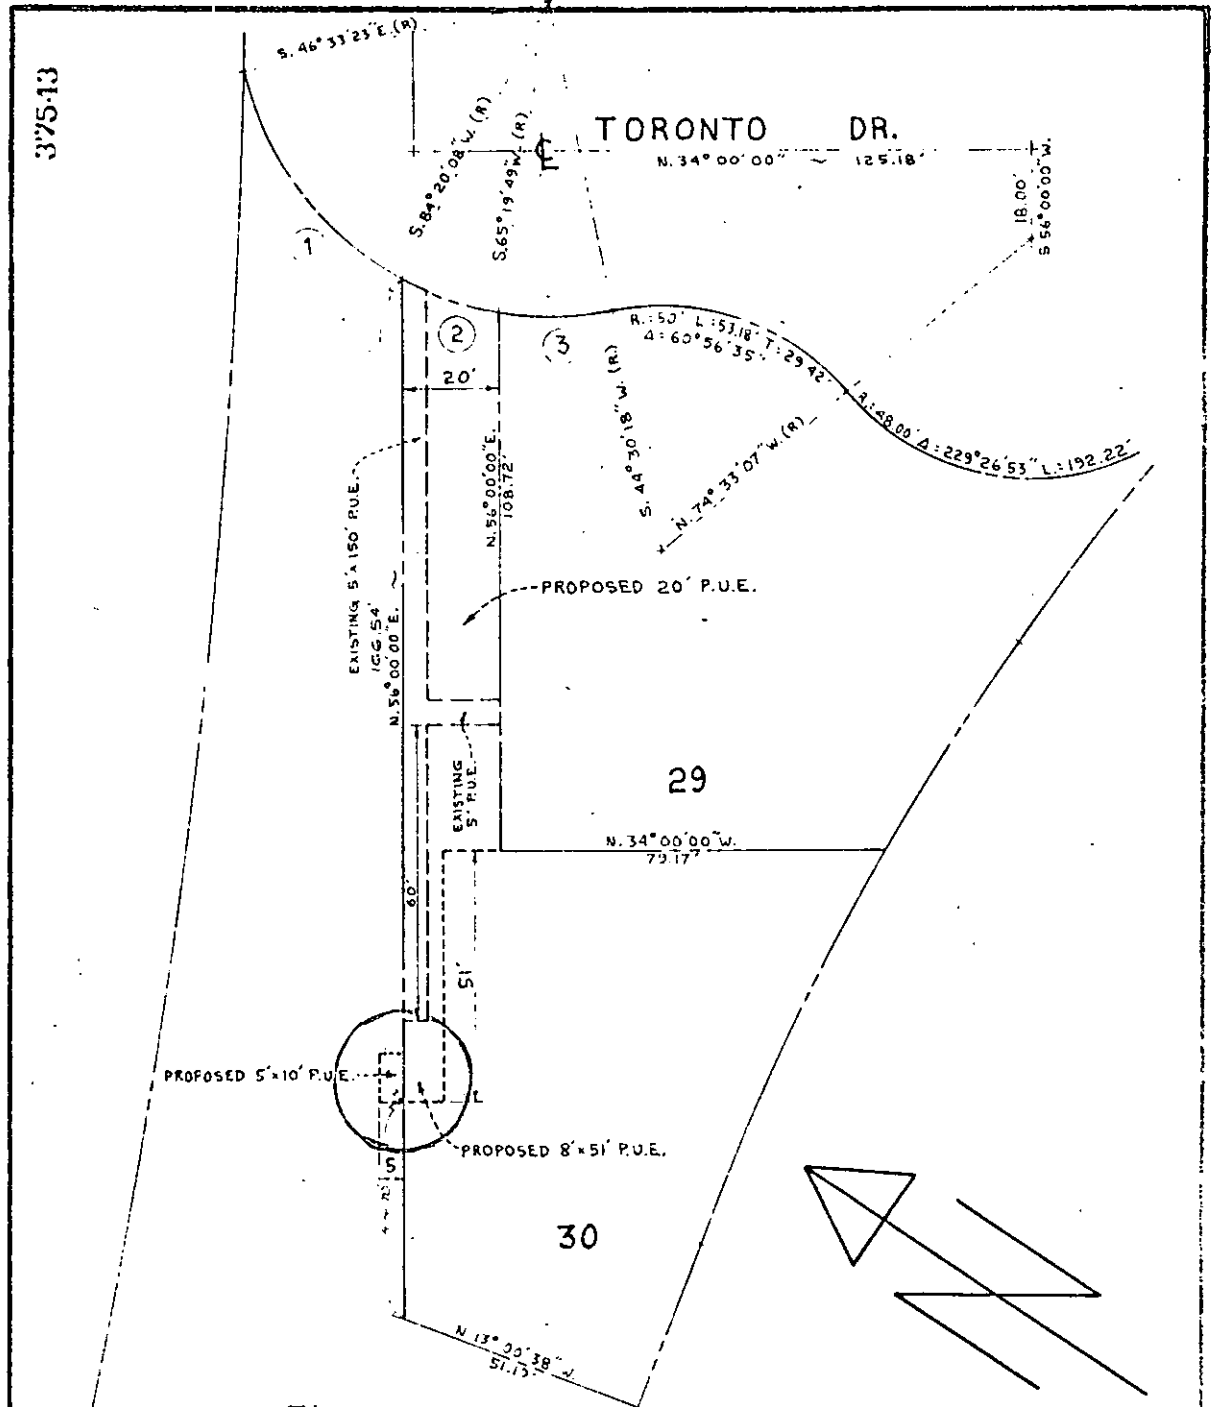 375-13
S. 46° 33' 23" E. (R)
TORONTO DR.
N. 34° 00' 00" ~ 125.18'
18.00'
S 56° 00' 00" W.
S. 84° 20' 08" W. (R)
S. 65° 19' 49" W. (R)
1
2
3
R.:50' L:53.18' T:29.42'
Δ:60°56'35"
R.:48.00' Δ:229°26'53" L:192.22'
20'
S. 44° 30' 18" W. (R.)
N. 74° 33' 07" W. (R)
N. 56° 00' 00" E.
108.72'
EXISTING 5' x 150' P.U.E.
166.54'
N. 56° 00' 00" E. ~
PROPOSED 20' P.U.E.
EXISTING
5' P.U.E.
29
N. 34° 00' 00" W.
79.17'
60'
51'
PROPOSED 5' x 10' P.U.E.
PROPOSED 8' x 51' P.U.E.
5
30
N 13° 00' 38" W
51.13'